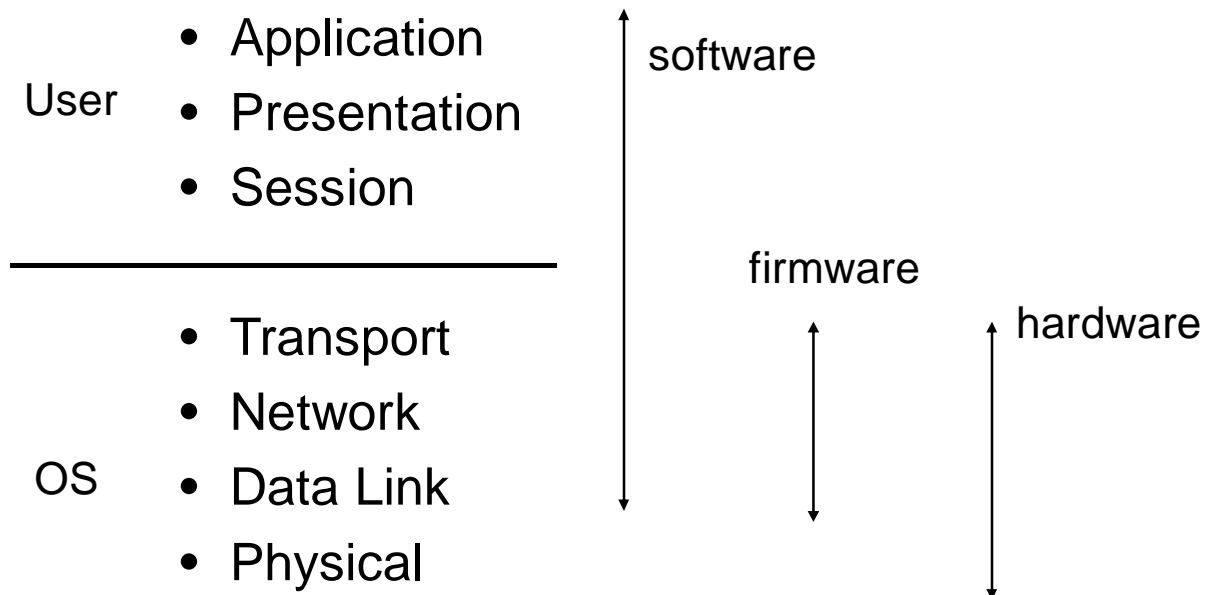 • Application
software
User
• Presentation
• Session
firmware
• Transport
hardware
• Network
OS
• Data Link
• Physical